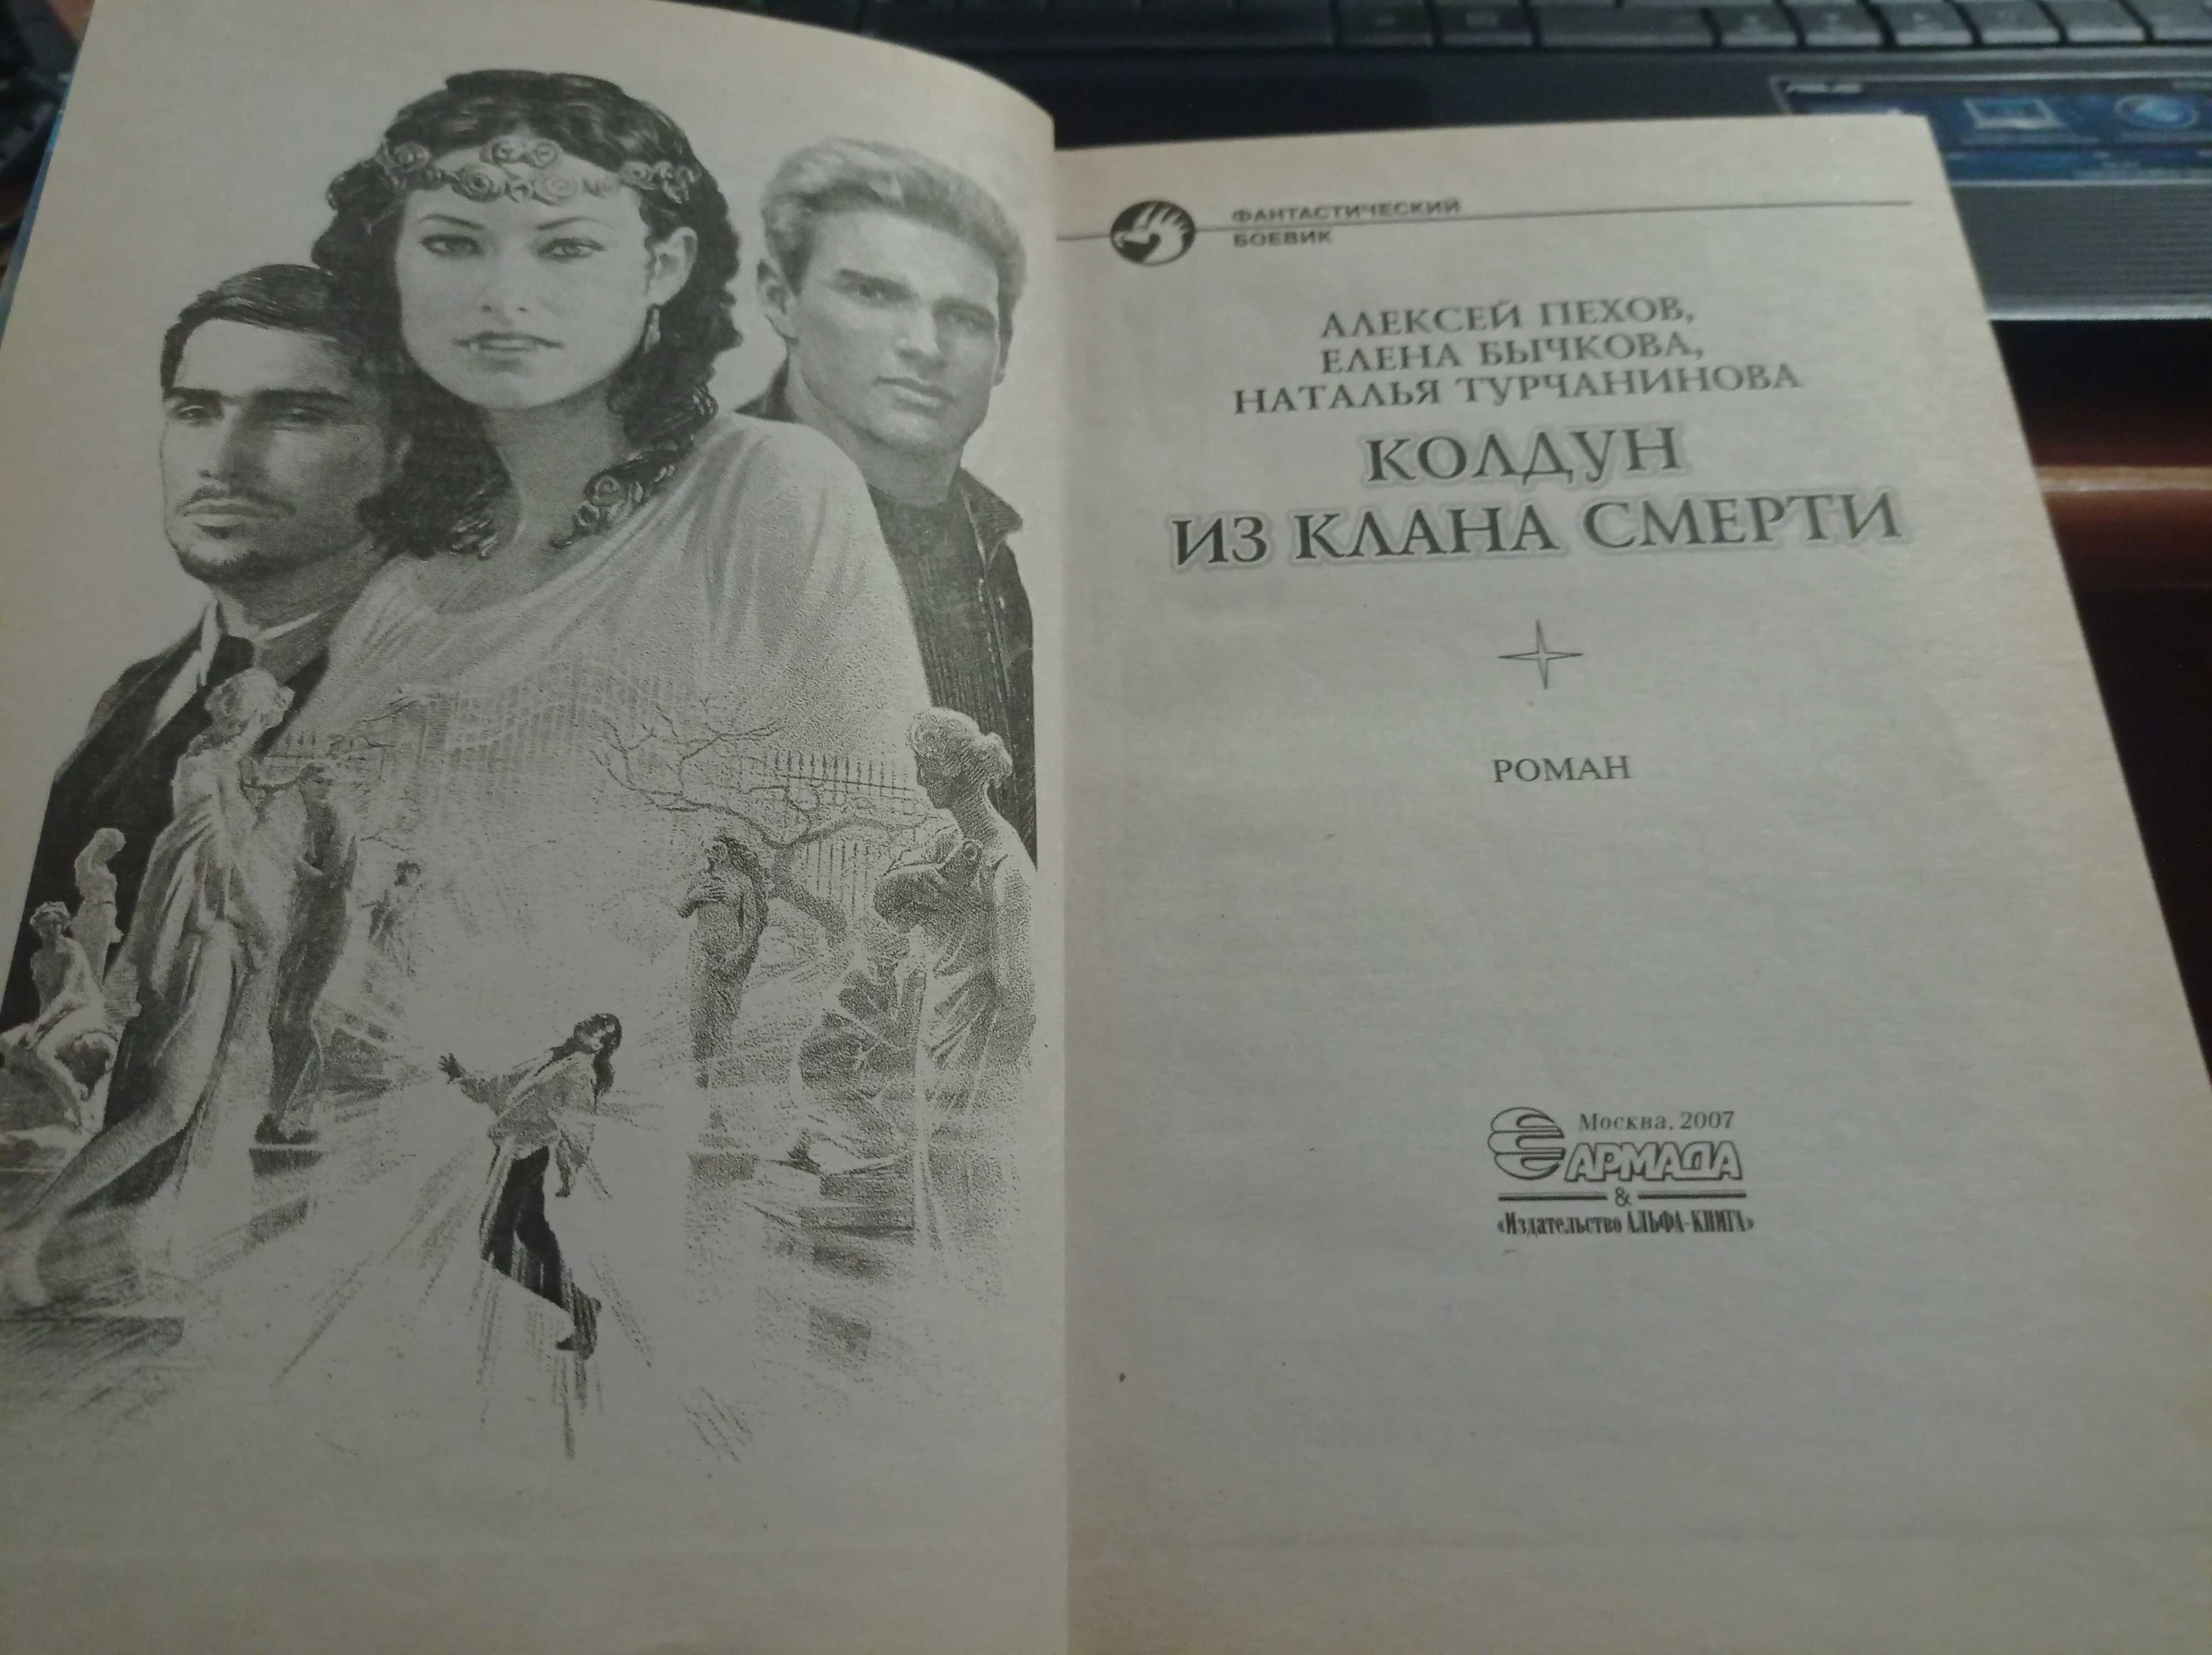 ФАНТАСТИЧЕСКИЙ
БОЕВИК
АЛЕКСЕЙ ПЕХОВ,
ЕЛЕНА БЫЧКОВА,
НАТАЛЬЯ ТУРЧАНИНОВА
КОЛДУН
ИЗ КЛАНА СМЕРТИ
РОМАН
Москва, 2007
АРМАДА
&
«Издательство АЛЬФА-КНИГА»